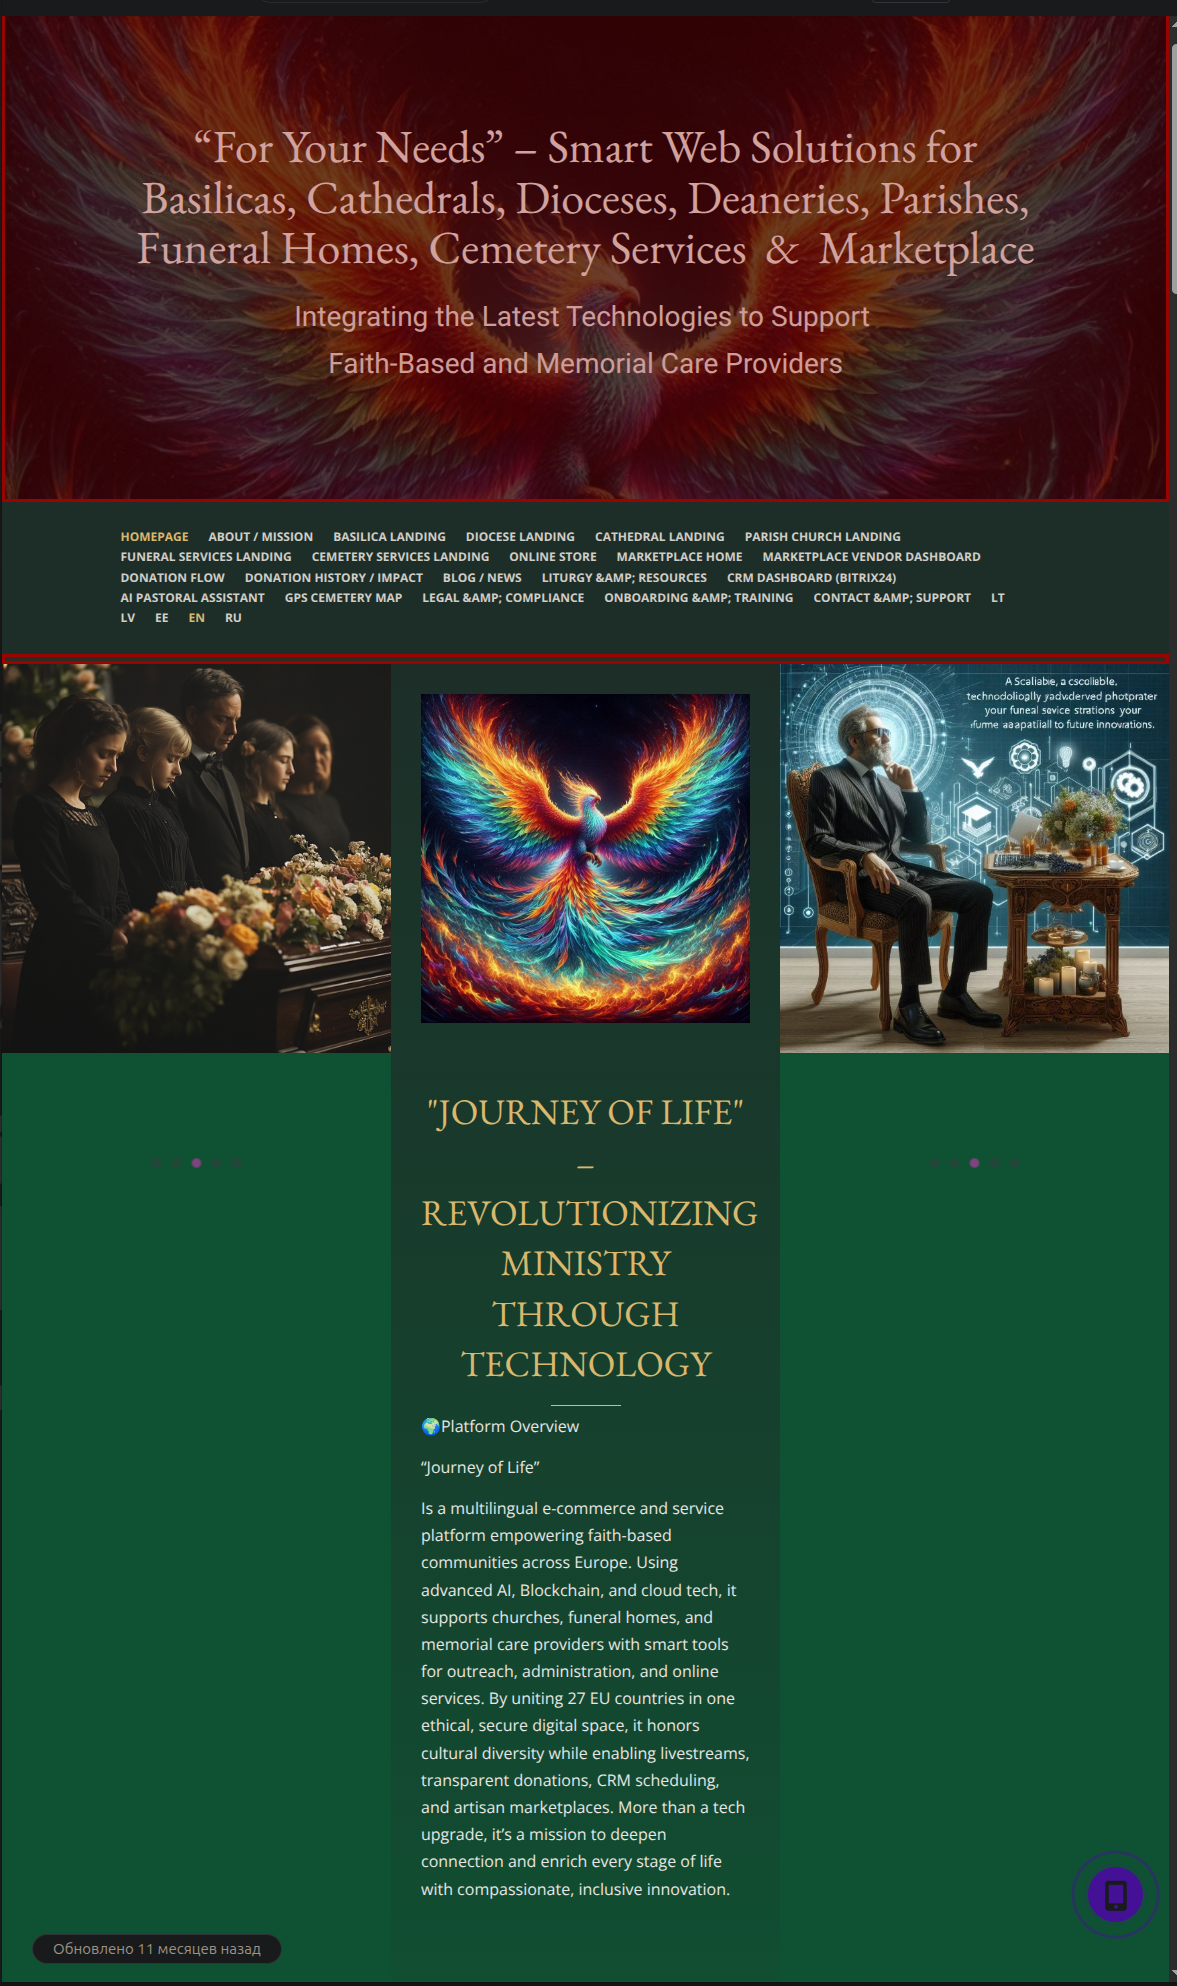 “For Your Needs” – Smart Web Solutions for
Basilicas, Cathedrals, Dioceses, Deaneries, Parishes,
Funeral Homes, Cemetery Services & Marketplace
Integrating the Latest Technologies to Support
Faith-Based and Memorial Care Providers
HOMEPAGE ABOUT / MISSION BASILICA LANDING DIOCESE LANDING CATHEDRAL LANDING PARISH CHURCH LANDING
FUNERAL SERVICES LANDING CEMETERY SERVICES LANDING ONLINE STORE MARKETPLACE HOME MARKETPLACE VENDOR DASHBOARD
DONATION FLOW DONATION HISTORY / IMPACT BLOG / NEWS LITURGY &AMP; RESOURCES CRM DASHBOARD (BITRIX24)
AI PASTORAL ASSISTANT GPS CEMETERY MAP LEGAL &AMP; COMPLIANCE ONBOARDING &AMP; TRAINING CONTACT &AMP; SUPPORT LT
LV EE EN RU
A Scaliabie, a
your funeal sevice strations your
to future innovations.
"JOURNEY OF LIFE"
–
REVOLUTIONIZING
MINISTRY
THROUGH
TECHNOLOGY
🌍Platform Overview
“Journey of Life”
Is a multilingual e-commerce and service
platform empowering faith-based
communities across Europe. Using
advanced AI, Blockchain, and cloud tech, it
supports churches, funeral homes, and
memorial care providers with smart tools
for outreach, administration, and online
services. By uniting 27 EU countries in one
ethical, secure digital space, it honors
cultural diversity while enabling livestreams,
transparent donations, CRM scheduling,
and artisan marketplaces. More than a tech
upgrade, it’s a mission to deepen
connection and enrich every stage of life
with compassionate, inclusive innovation.
Обновлено 11 месяцев назад